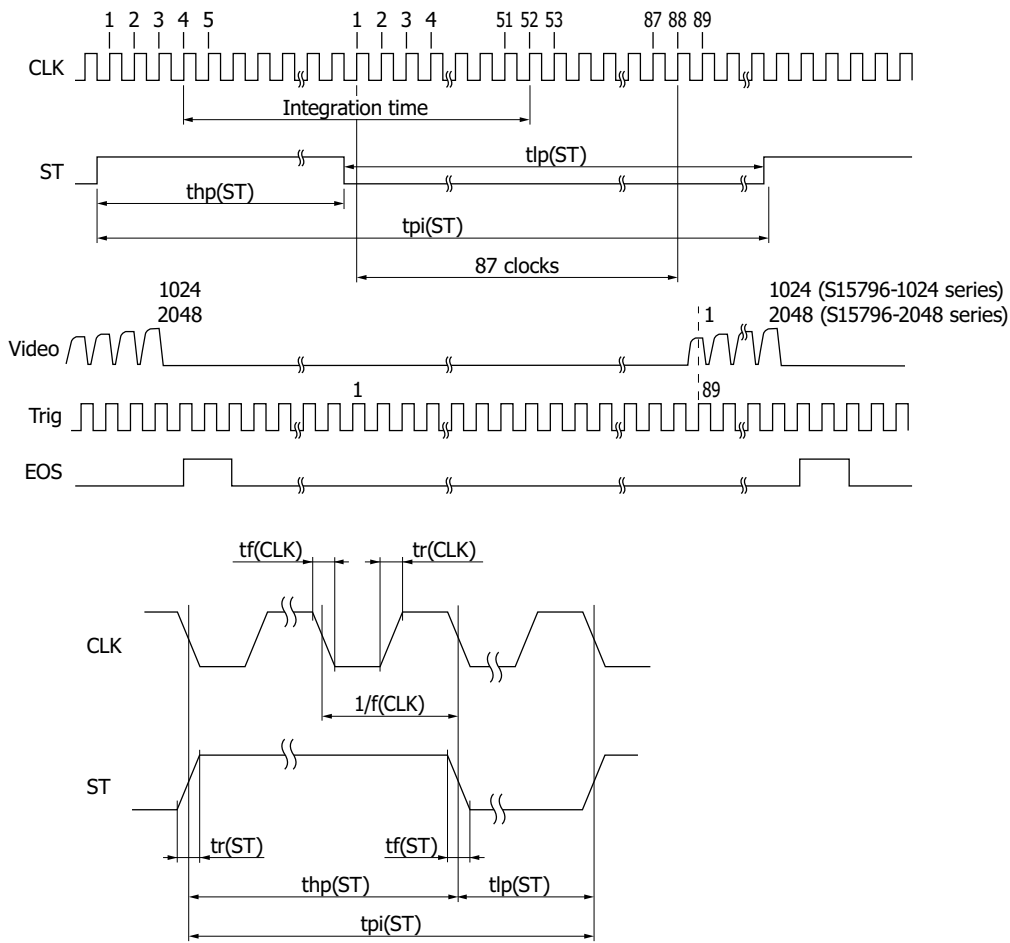 1 2 3 4 5 1 2 3 4 51 52 53 87 88 89
CLK
Integration time
ST
tlp(ST)
thp(ST)
tpi(ST)
87 clocks
1024
2048
1
1024 (S15796-1024 series)
2048 (S15796-2048 series)
Video
1 89
Trig
EOS
tf(CLK) tr(CLK)
CLK
1/f(CLK)
ST
tr(ST) tf(ST)
thp(ST) tlp(ST)
tpi(ST)